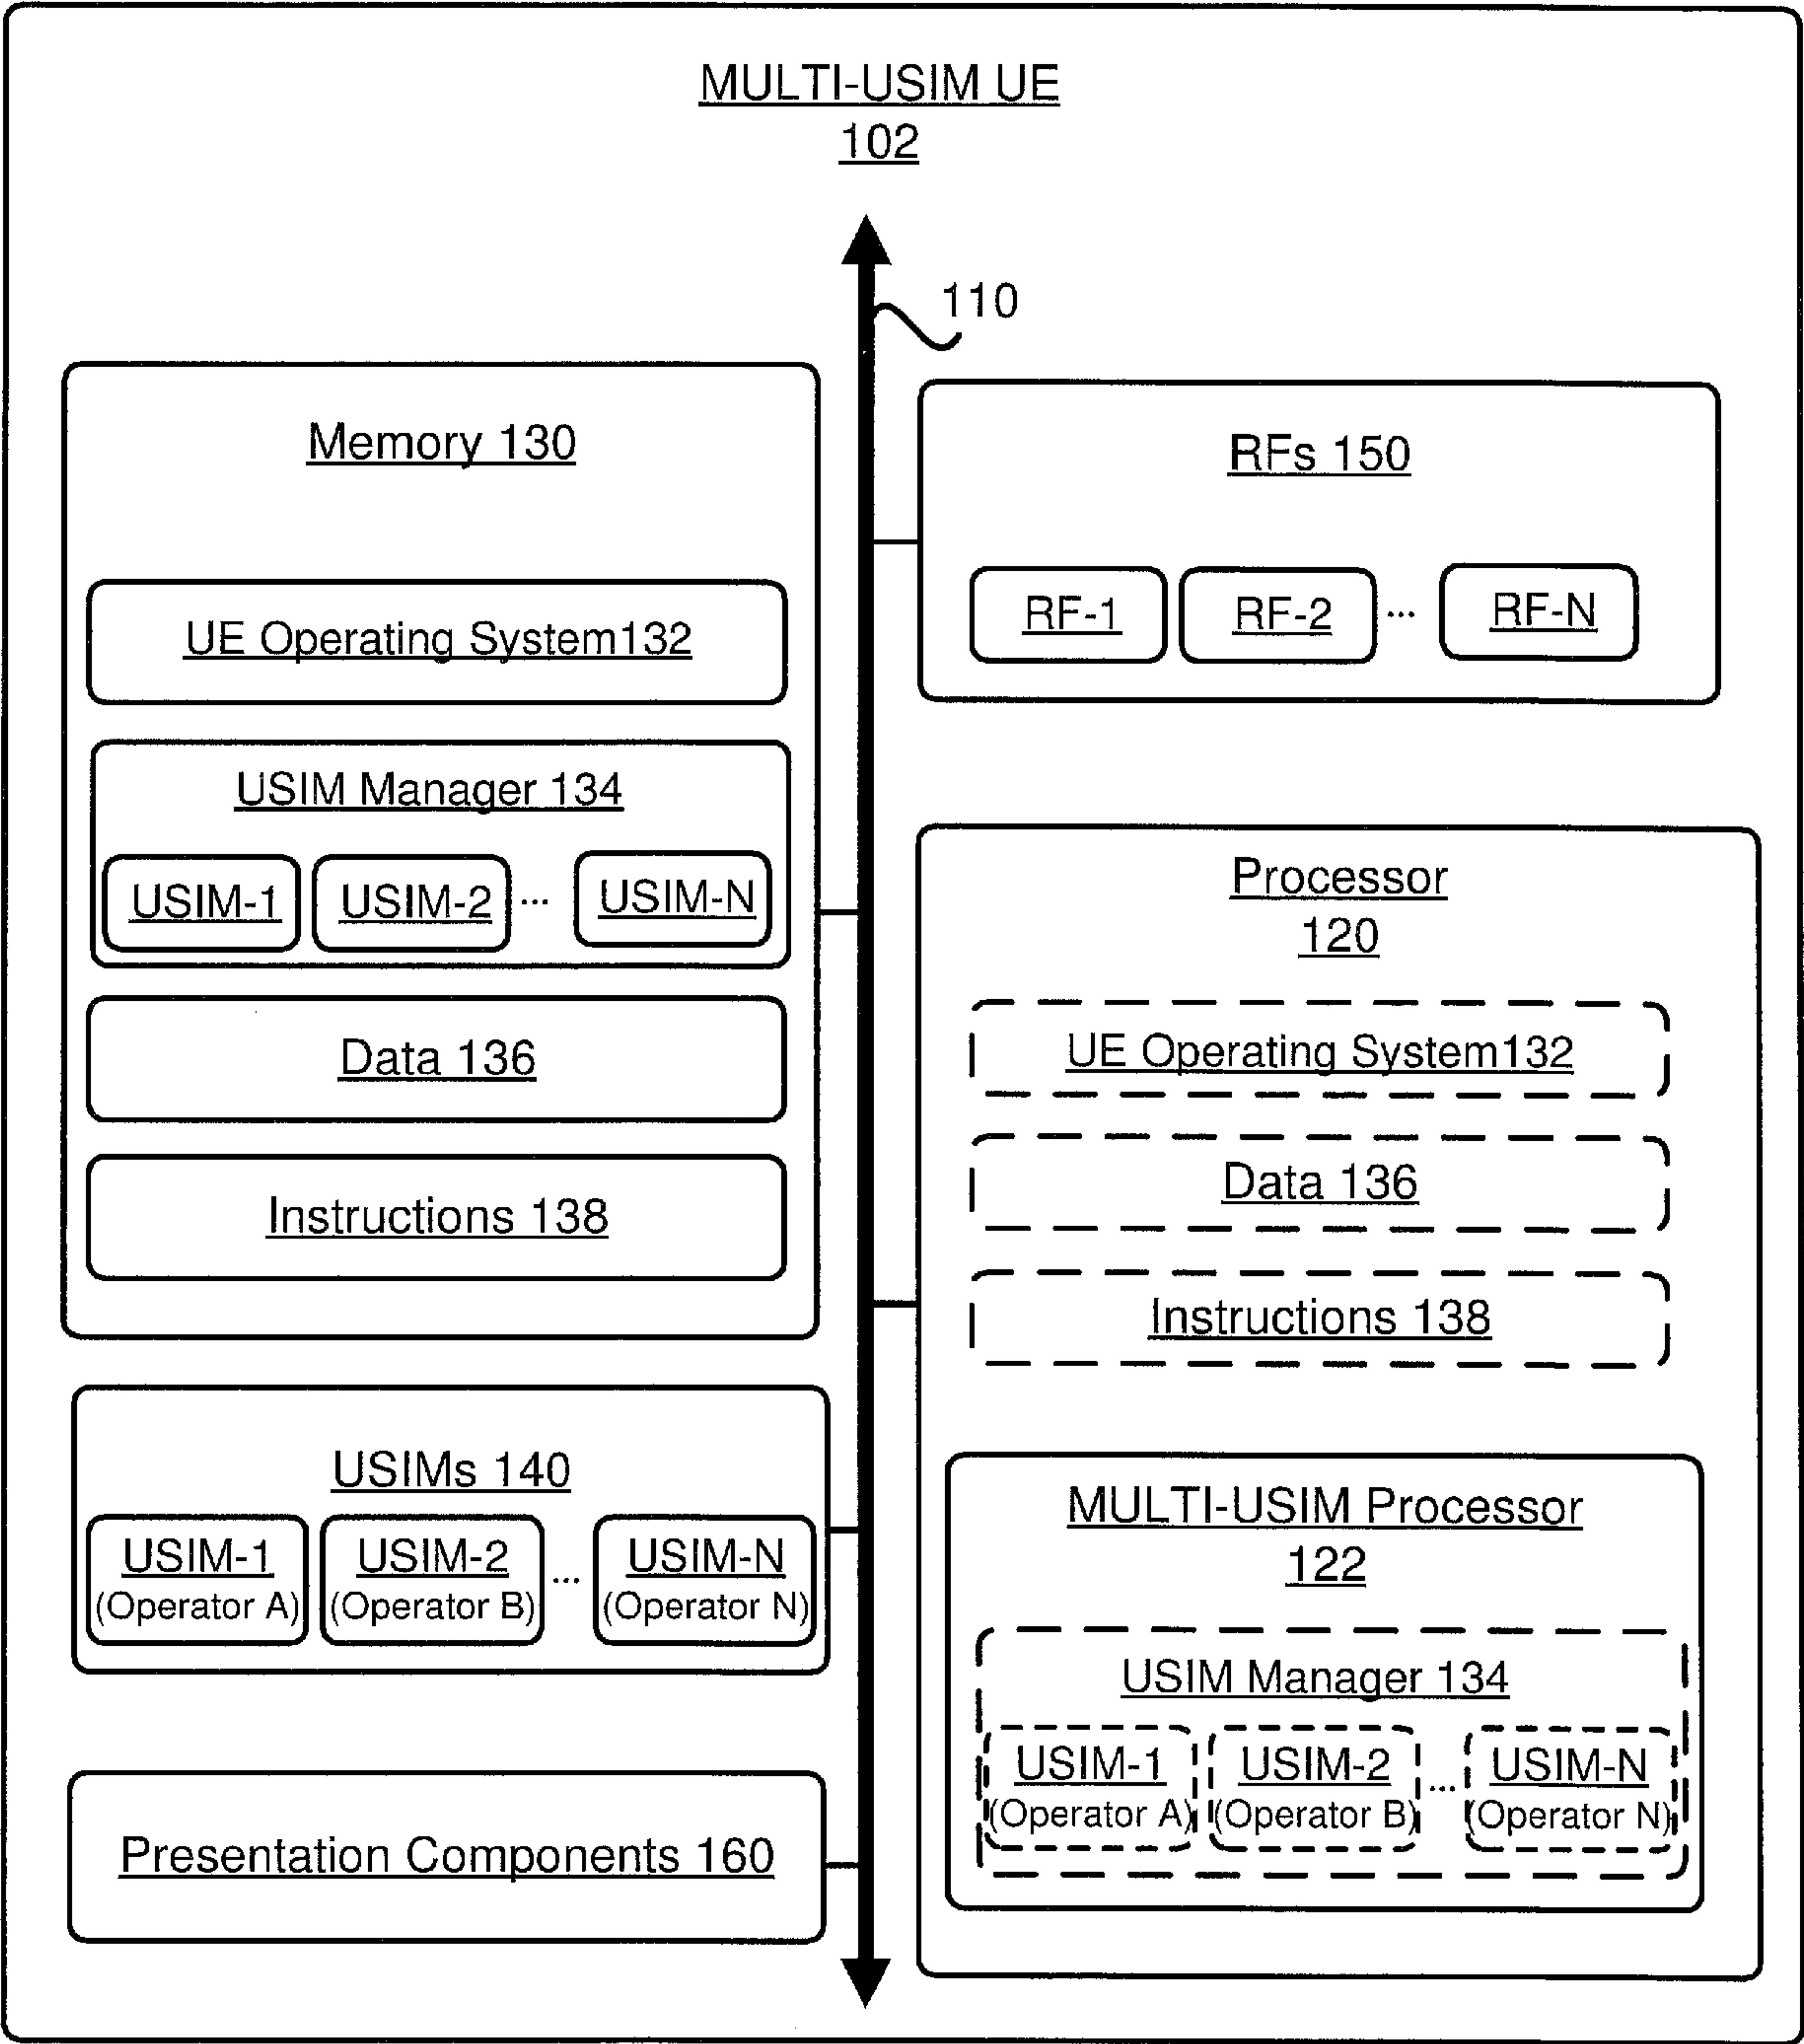 MULTI-USIM UE
102
110
Memory 130
UE Operating System132
USIM Manager 134
USIM-1 USIM-2 ... USIM-N
Data 136
Instructions 138
USIMs 140
USIM-1 USIM-2 ... USIM-N
(Operator A) (Operator B) (Operator N)
Presentation Components 160
RFs 150
RF-1 RF-2 ... RF-N
Processor
120
UE Operating System132
Data 136
Instructions 138
MULTI-USIM Processor
122
USIM Manager 134
USIM-1 USIM-2 ... USIM-N
(Operator A) (Operator B) (Operator N)